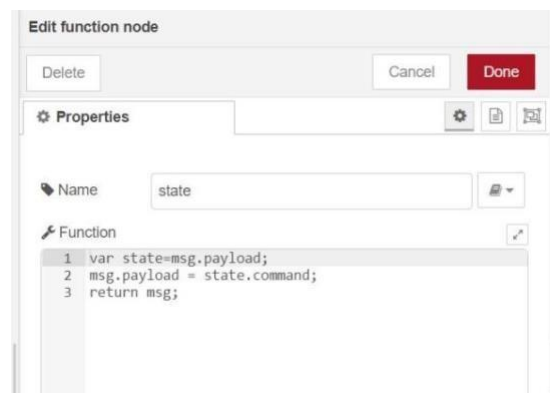 Edit function node
Delete Cancel Done
Properties
Name state
Function
1 var state=msg.payload;
2 msg.payload = state.command;
3 return msg;